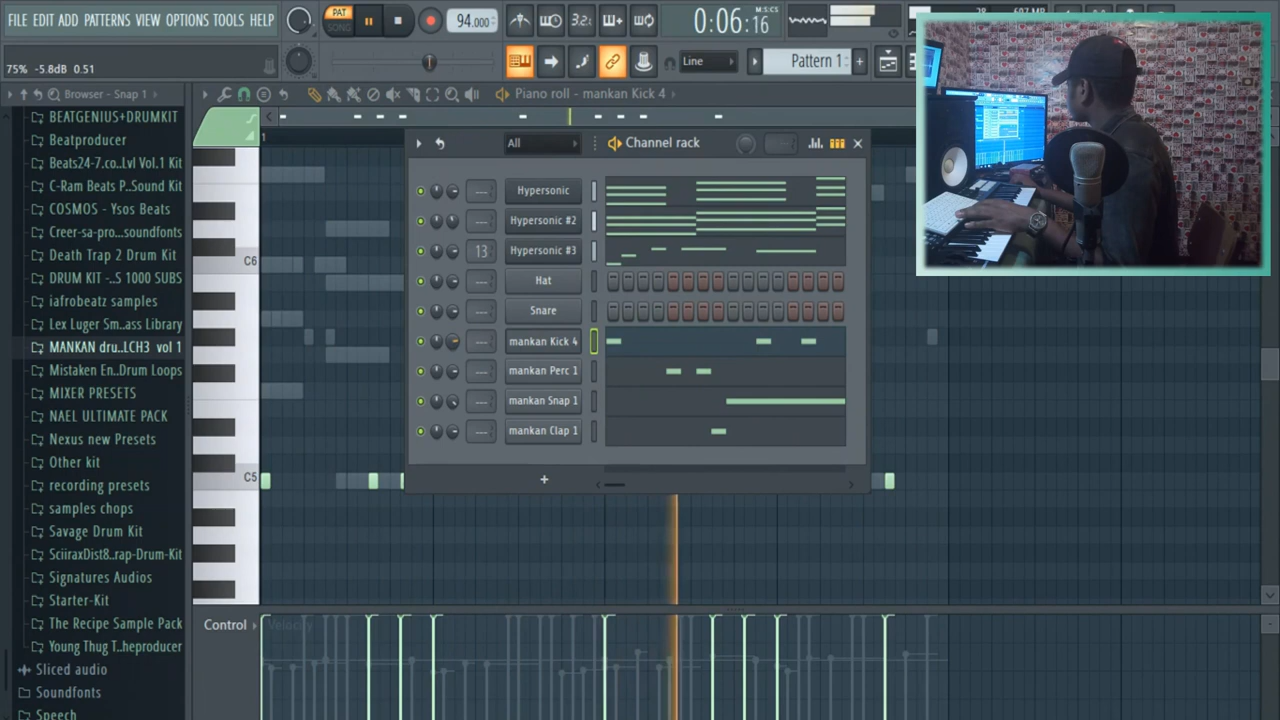 FILE EDIT ADD PATTERNS VIEW OPTIONS TOOLS HELP
PAT
SONG
94.000
3.2
0:06:16
M:S:CS
28
607 MB
75% -5.8dB 0.51
Line
Pattern 1
Browser - Snap 1
Piano roll - mankan Kick 4
1
BEATGENIUS+DRUMKIT
Beatproducer
Beats24-7.co..Lvl Vol.1 Kit
C-Ram Beats P..Sound Kit
COSMOS - Ysos Beats
Creer-sa-pro...soundfonts
Death Trap 2 Drum Kit
DRUM KIT -..S 1000 SUBS
iafrobeatz samples
Lex Luger Sm..ass Library
MANKAN dru..LCH3 vol 1
Mistaken En..Drum Loops
MIXER PRESETS
NAEL ULTIMATE PACK
Nexus new Presets
Other kit
recording presets
samples chops
Savage Drum Kit
SciiraxDist8..rap-Drum-Kit
Signatures Audios
Starter-Kit
The Recipe Sample Pack
Young Thug T..heproducer
Sliced audio
Soundfonts
Speech
C6
C5
All
Channel rack
Hypersonic
Hypersonic #2
13 Hypersonic #3
Hat
Snare
mankan Kick 4
mankan Perc 1
mankan Snap 1
mankan Clap 1
+
Control
Velocity